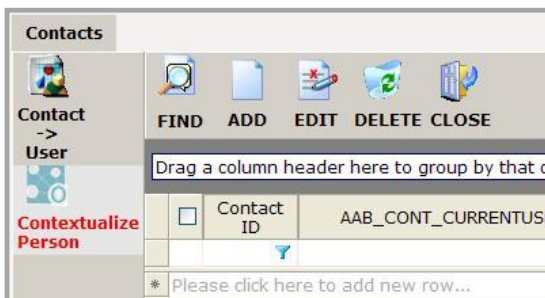 Contacts
Contact
->
User
Contextualize
Person
FIND ADD EDIT DELETE CLOSE
Drag a column header here to group by that
Contact
ID
AAB_CONT_CURRENTUS
* Please click here to add new row...